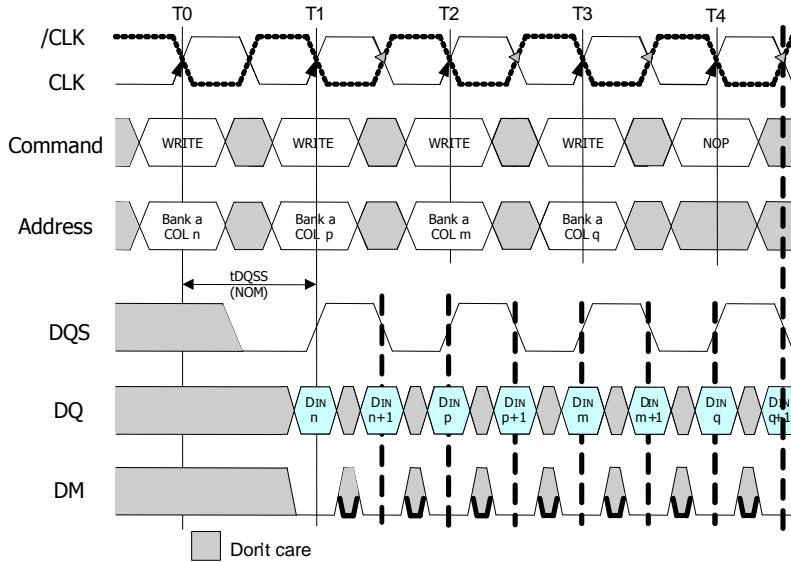 T0 T1 T2 T3 T4
/CLK
CLK
Command WRITE WRITE WRITE WRITE NOP
Address Bank a COL n Bank a COL p Bank a COL m Bank a COL q
tDQSS
(NOM)
DQS
DQ DIN n DIN n+1 DIN p DIN p+1 DIN m DIN m+1 DIN q DIN q+1
DM
Don't care